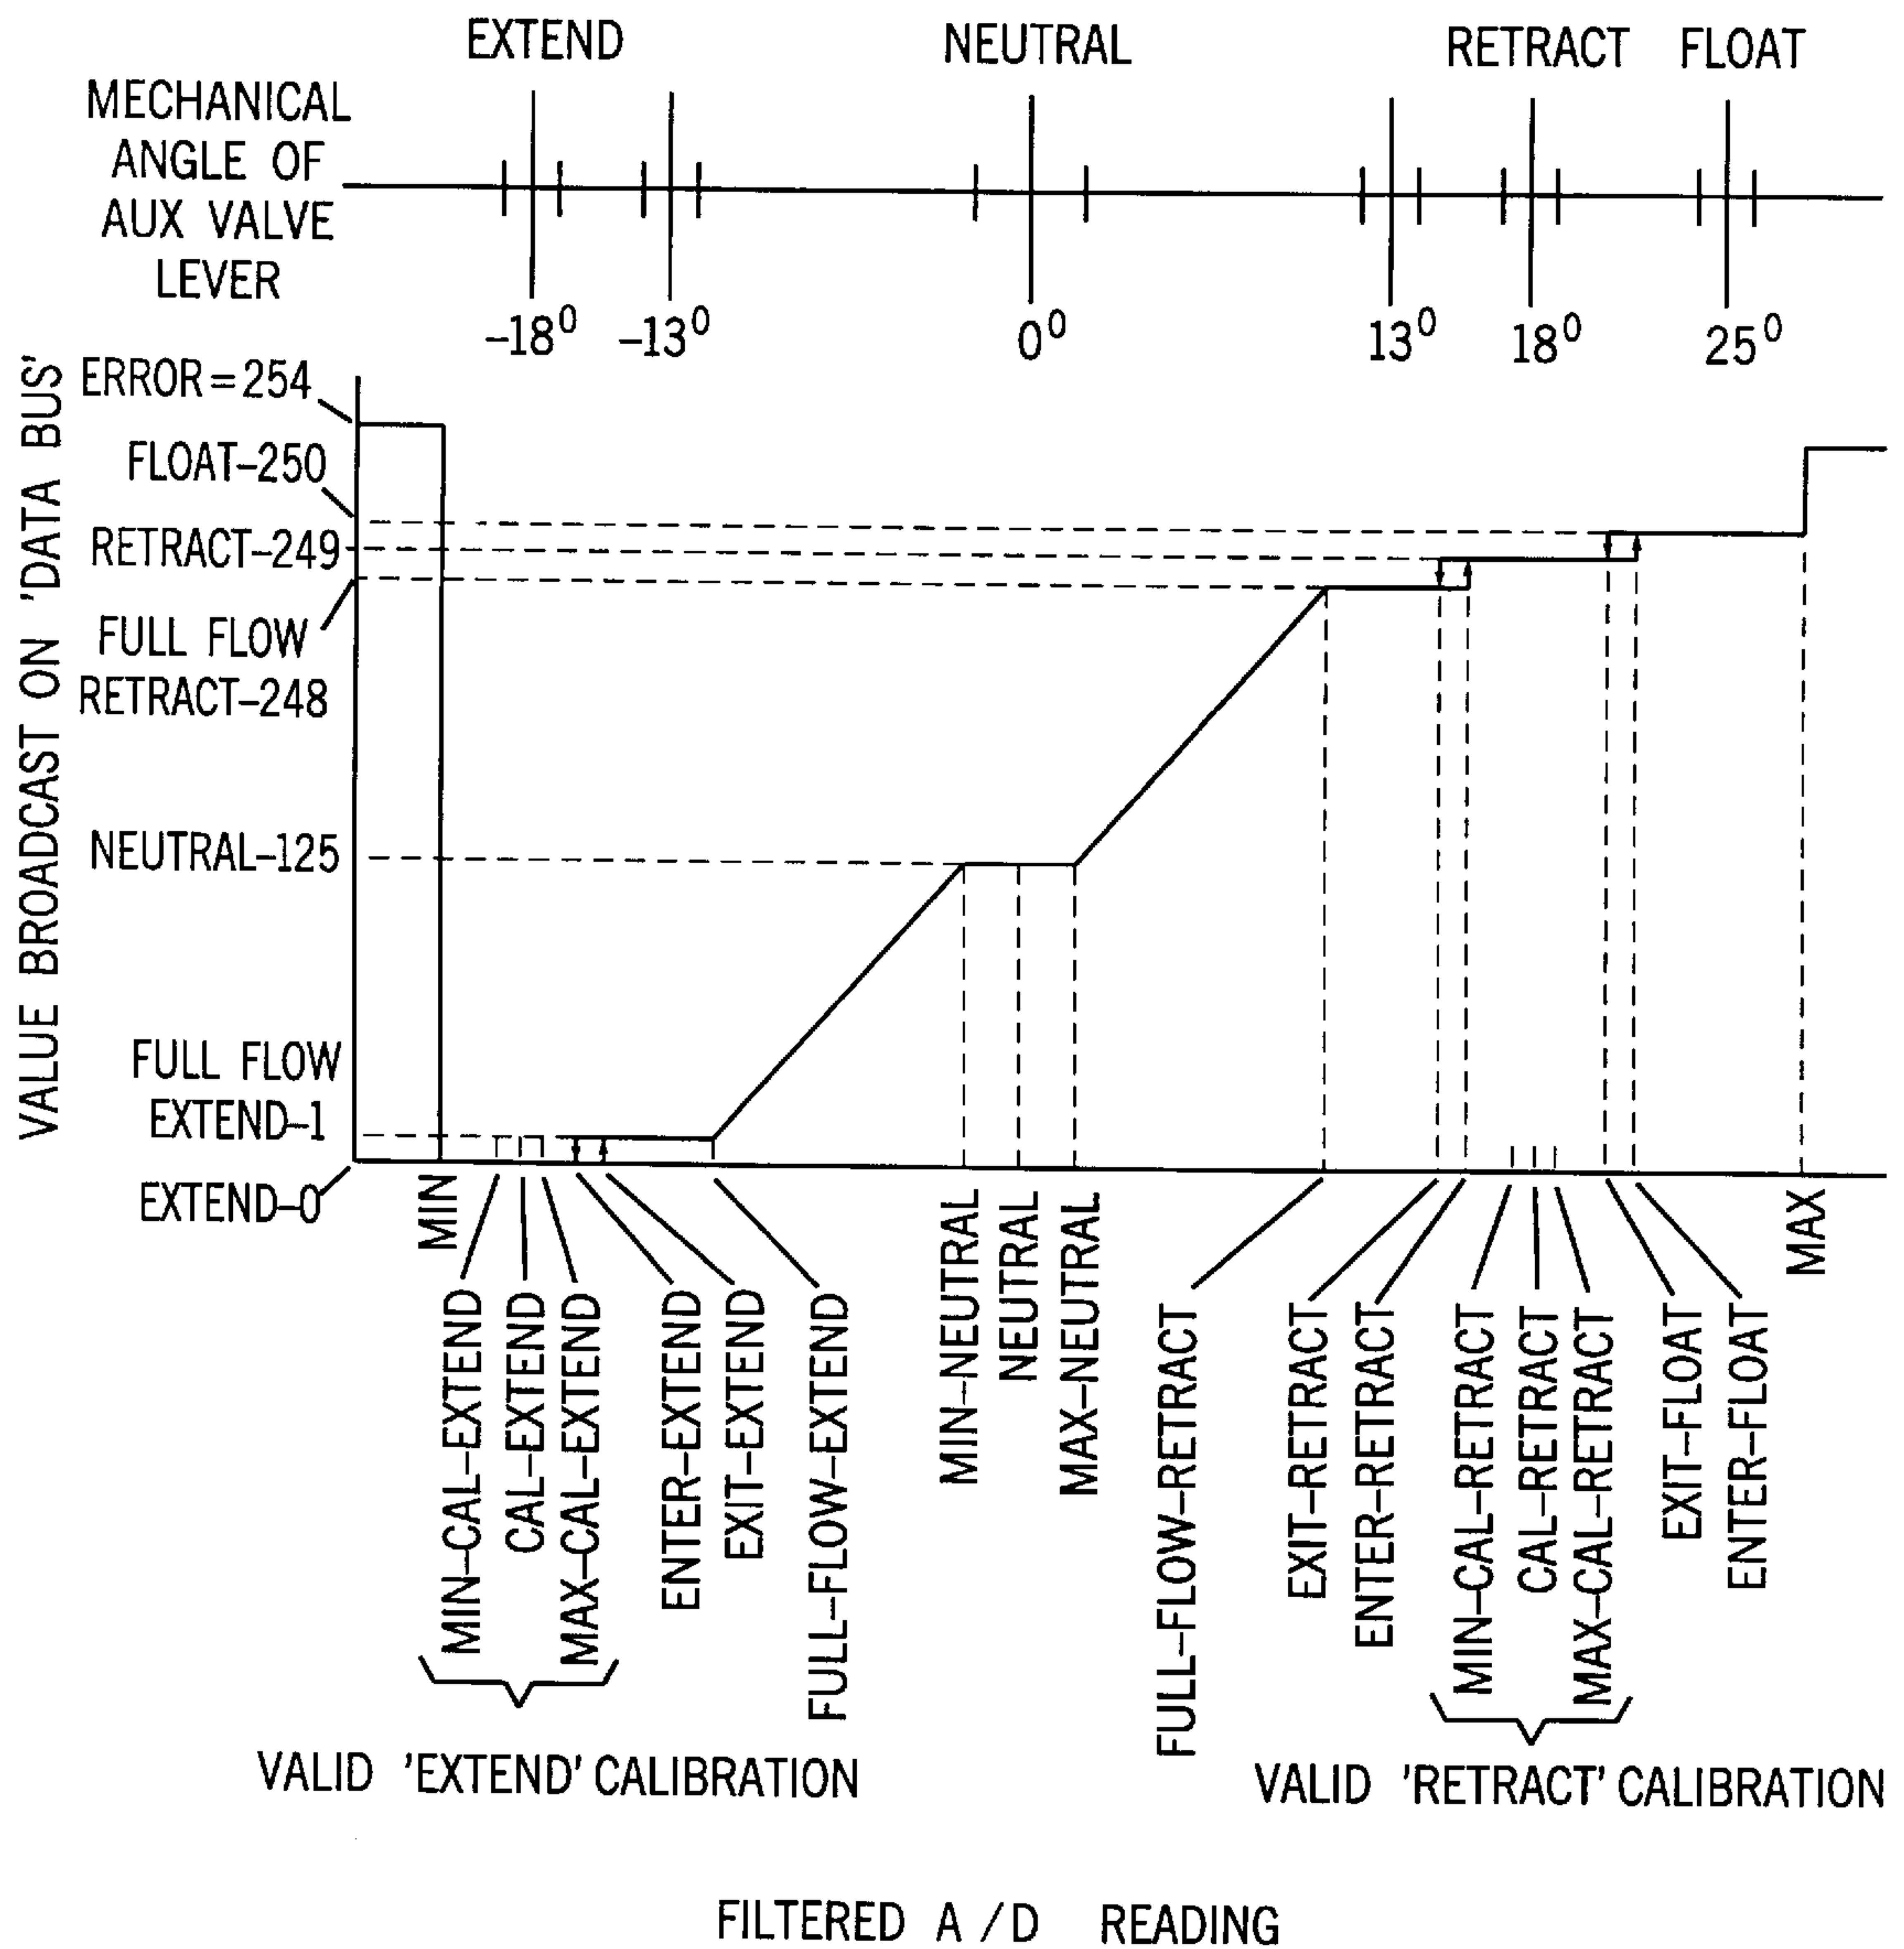 EXTEND
NEUTRAL
RETRACT
FLOAT
MECHANICAL
ANGLE OF
AUX VALVE
LEVER
–18⁰
–13⁰
0⁰
13⁰
18⁰
25⁰
VALUE BROADCAST ON 'DATA BUS'
ERROR=254
FLOAT–250
RETRACT–249
FULL FLOW
RETRACT–248
NEUTRAL–125
FULL FLOW
EXTEND–1
EXTEND–0
MIN
MIN–CAL–EXTEND
CAL–EXTEND
MAX–CAL–EXTEND
ENTER–EXTEND
EXIT–EXTEND
FULL–FLOW–EXTEND
MIN–NEUTRAL
NEUTRAL
MAX–NEUTRAL
FULL–FLOW–RETRACT
EXIT–RETRACT
ENTER–RETRACT
MIN–CAL–RETRACT
CAL–RETRACT
MAX–CAL–RETRACT
EXIT–FLOAT
ENTER–FLOAT
MAX
VALID 'EXTEND' CALIBRATION
VALID 'RETRACT' CALIBRATION
FILTERED A/D READING